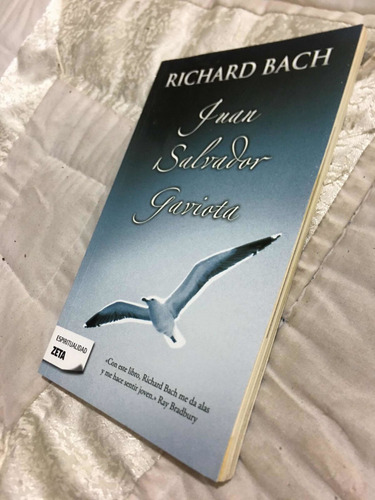 RICHARD BACH
Juan
Salvador
Gaviota
ESPIRITUALIDAD
ZETA
«Con este libro, Richard Bach me da alas
y me hace sentir joven.» Ray Bradbury